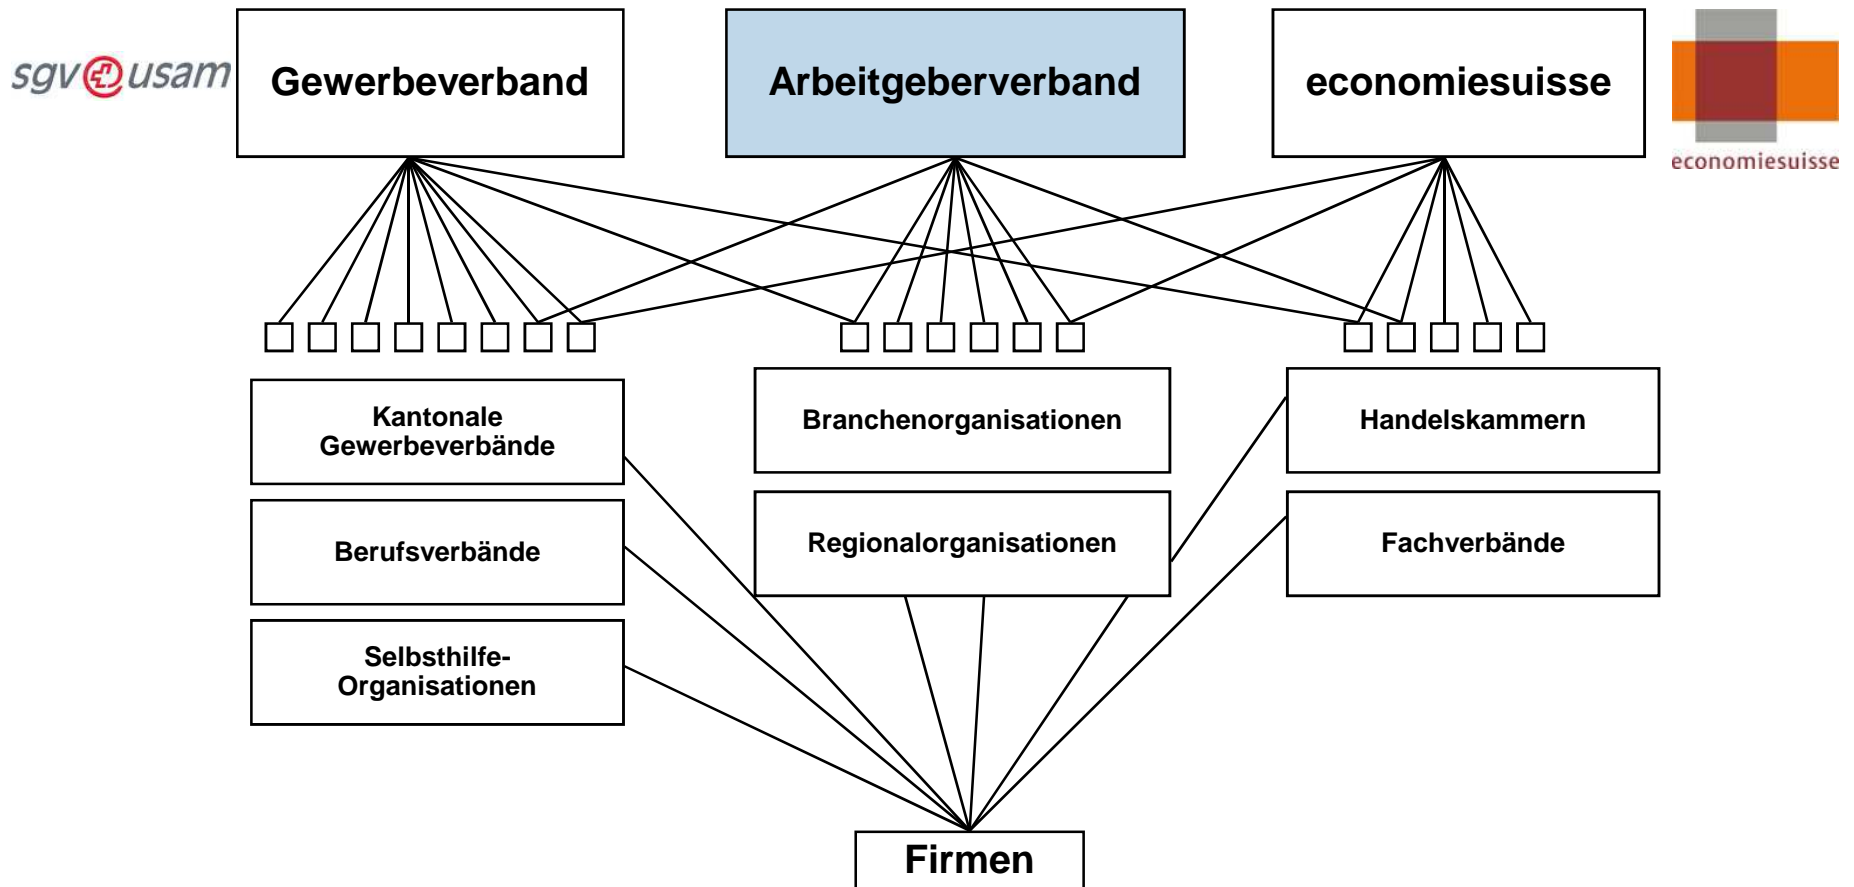 sgv usam
Gewerbeverband
Arbeitgeberverband
economiesuisse
economiesuisse
Kantonale
Gewerbeverbände
Branchenorganisationen
Handelskammern
Berufsverbände
Regionalorganisationen
Fachverbände
Selbsthilfe-
Organisationen
Firmen